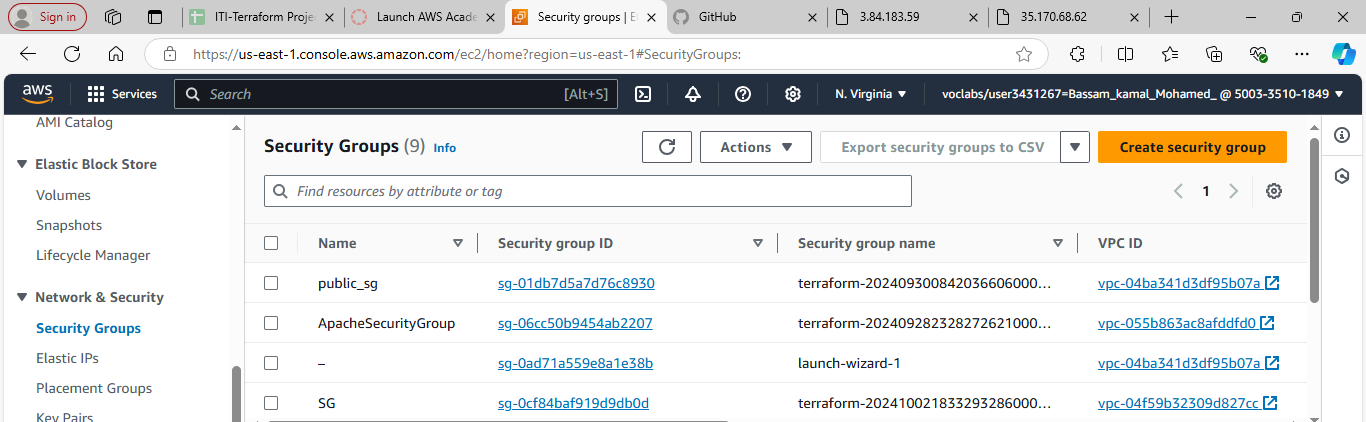 Sign in
ITI-Terraform Proje
Launch AWS Acade
Security groups | E
GitHub
3.84.183.59
35.170.68.62
https://us-east-1.console.aws.amazon.com/ec2/home?region=us-east-1#SecurityGroups:
aws
Services
Search
[Alt+S]
N. Virginia
voclabs/user3431267=Bassam_kamal_Mohamed_ @ 5003-3510-1849
AMI Catalog
Elastic Block Store
Volumes
Snapshots
Lifecycle Manager
Network & Security
Security Groups
Elastic IPs
Placement Groups
Key Pairs
Security Groups (9) Info
Actions
Export security groups to CSV
Create security group
Find resources by attribute or tag
1
Name Security group ID Security group name VPC ID
public_sg sg-01db7d5a7d76c8930 terraform-202409300842036606000... vpc-04ba341d3df95b07a
ApacheSecurityGroup sg-06cc50b9454ab2207 terraform-202409282328272621000... vpc-055b863ac8afddfd0
– sg-0ad71a559e8a1e38b launch-wizard-1 vpc-04ba341d3df95b07a
SG sg-0cf84baf919d9db0d terraform-202410021833293286000... vpc-04f59b32309d827cc